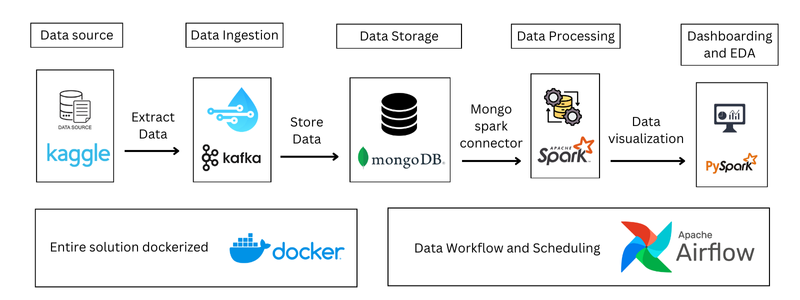 Data source
Data Ingestion
Data Storage
Data Processing
Dashboarding
and EDA
DATA SOURCE
kaggle
Extract
Data
kafka
Store
Data
mongoDB
Mongo
spark
connector
APACHE
Spark
Data
visualization
PySpark
Entire solution dockerized
docker
Data Workflow and Scheduling
Apache
Airflow